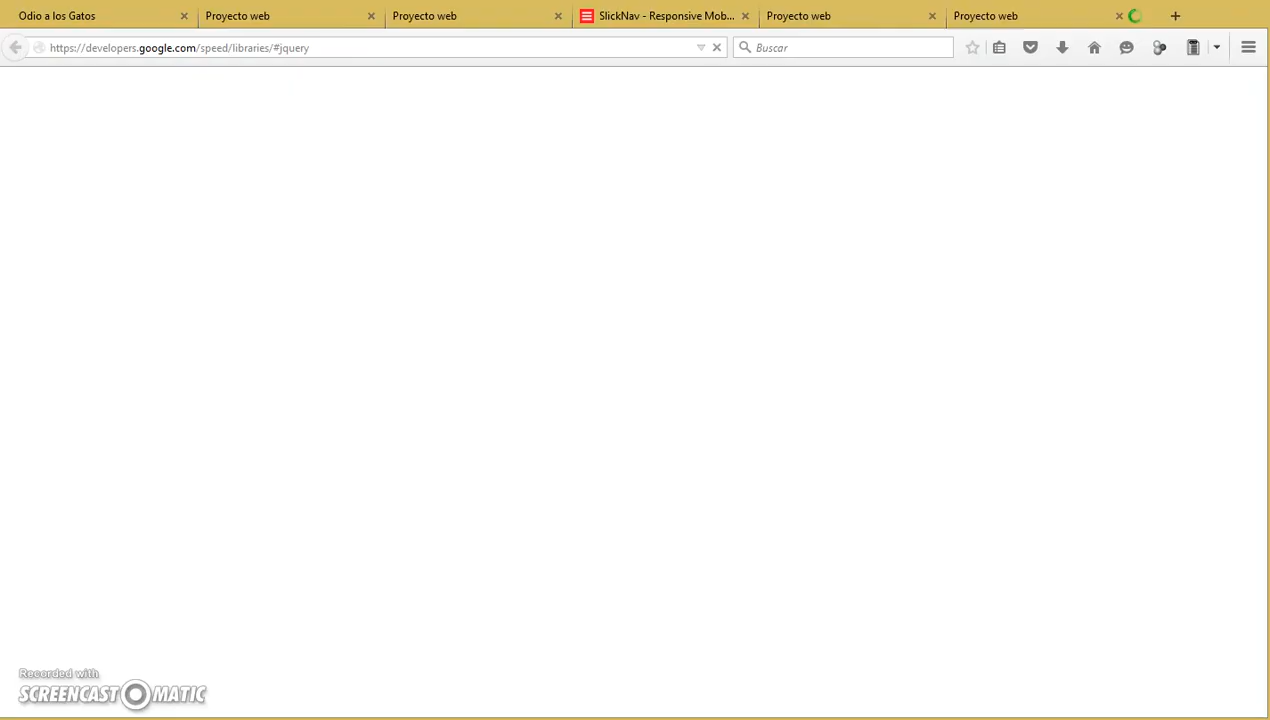 Odio a los Gatos
Proyecto web
Proyecto web
SlickNav - Responsive Mob...
Proyecto web
Proyecto web
https://developers.google.com/speed/libraries/#jquery
Buscar
Recorded with
SCREENCAST MATIC